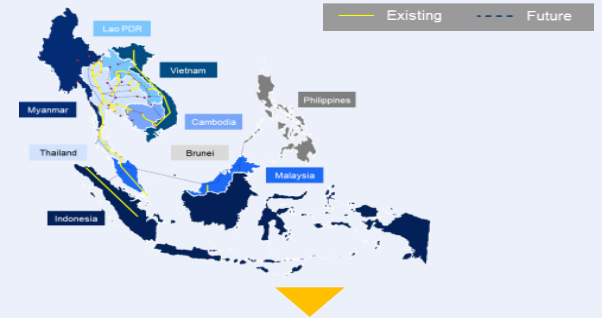 Existing
Future
Lao PDR
Vietnam
Philippines
Myanmar
Cambodia
Thailand
Brunei
Malaysia
Indonesia